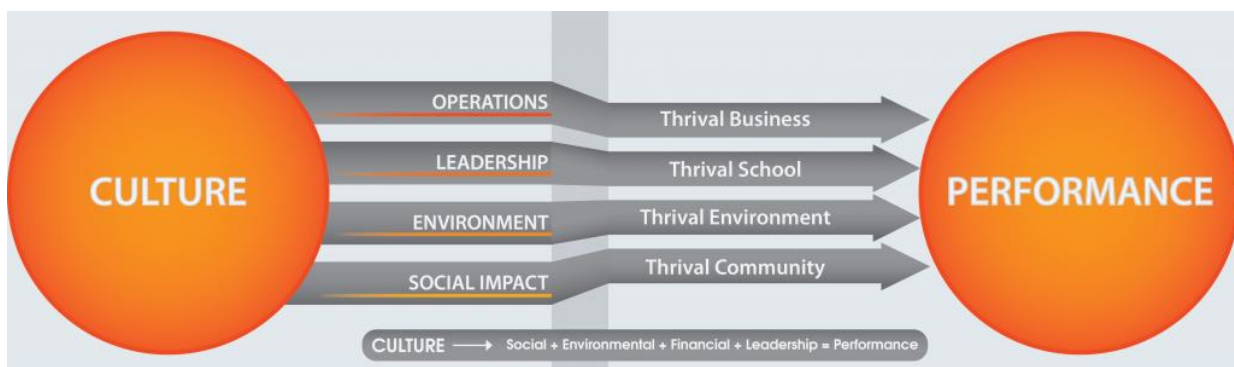 CULTURE
OPERATIONS
Thrival Business
LEADERSHIP
Thrival School
ENVIRONMENT
Thrival Environment
SOCIAL IMPACT
Thrival Community
PERFORMANCE
CULTURE → Social + Environmental + Financial + Leadership = Performance